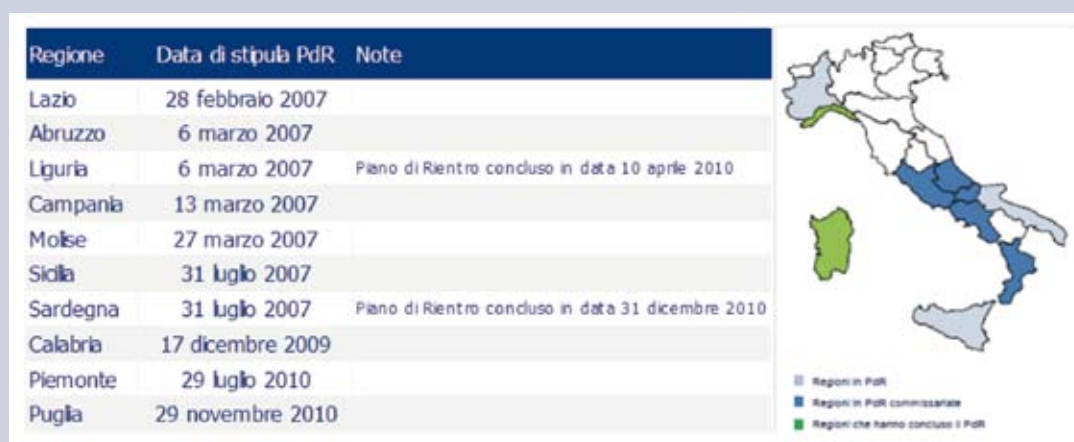 Regione Data di stipula PdR Note
Lazio 28 febbraio 2007
Abruzzo 6 marzo 2007
Liguria 6 marzo 2007 Piano di Rientro concluso in data 10 aprile 2010
Campania 13 marzo 2007
Molise 27 marzo 2007
Sicilia 31 luglio 2007
Sardegna 31 luglio 2007 Piano di Rientro concluso in data 31 dicembre 2010
Calabria 17 dicembre 2009
Piemonte 29 luglio 2010
Puglia 29 novembre 2010
Regioni in PdR
Regioni in PdR commissariate
Regioni che hanno concluso il PdR